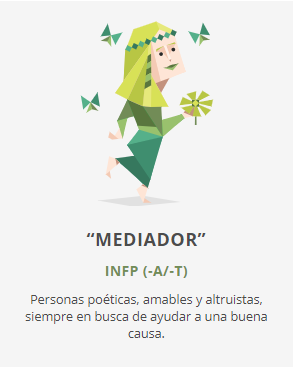 “MEDIADOR”
INFP (-A/-T)
Personas poéticas, amables y altruistas,
siempre en busca de ayudar a una buena
causa.